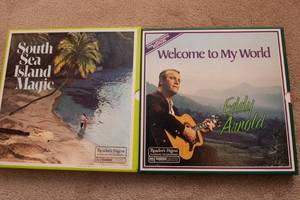 South
Sea
Island
Magic
Reader's Digest
Welcome to My World
Eddy
Arnold
Reader's Digest